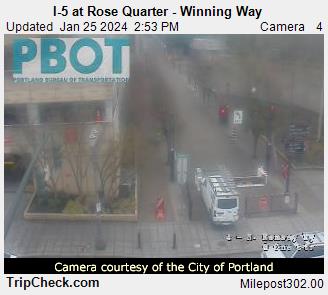 I-5 at Rose Quarter - Winning Way
Updated Jan 25 2024 2:53 PM Camera 4
PBOT
PORTLAND BUREAU OF TRANSPORTATION
Camera courtesy of the City of Portland
TripCheck.com Milepost302.00